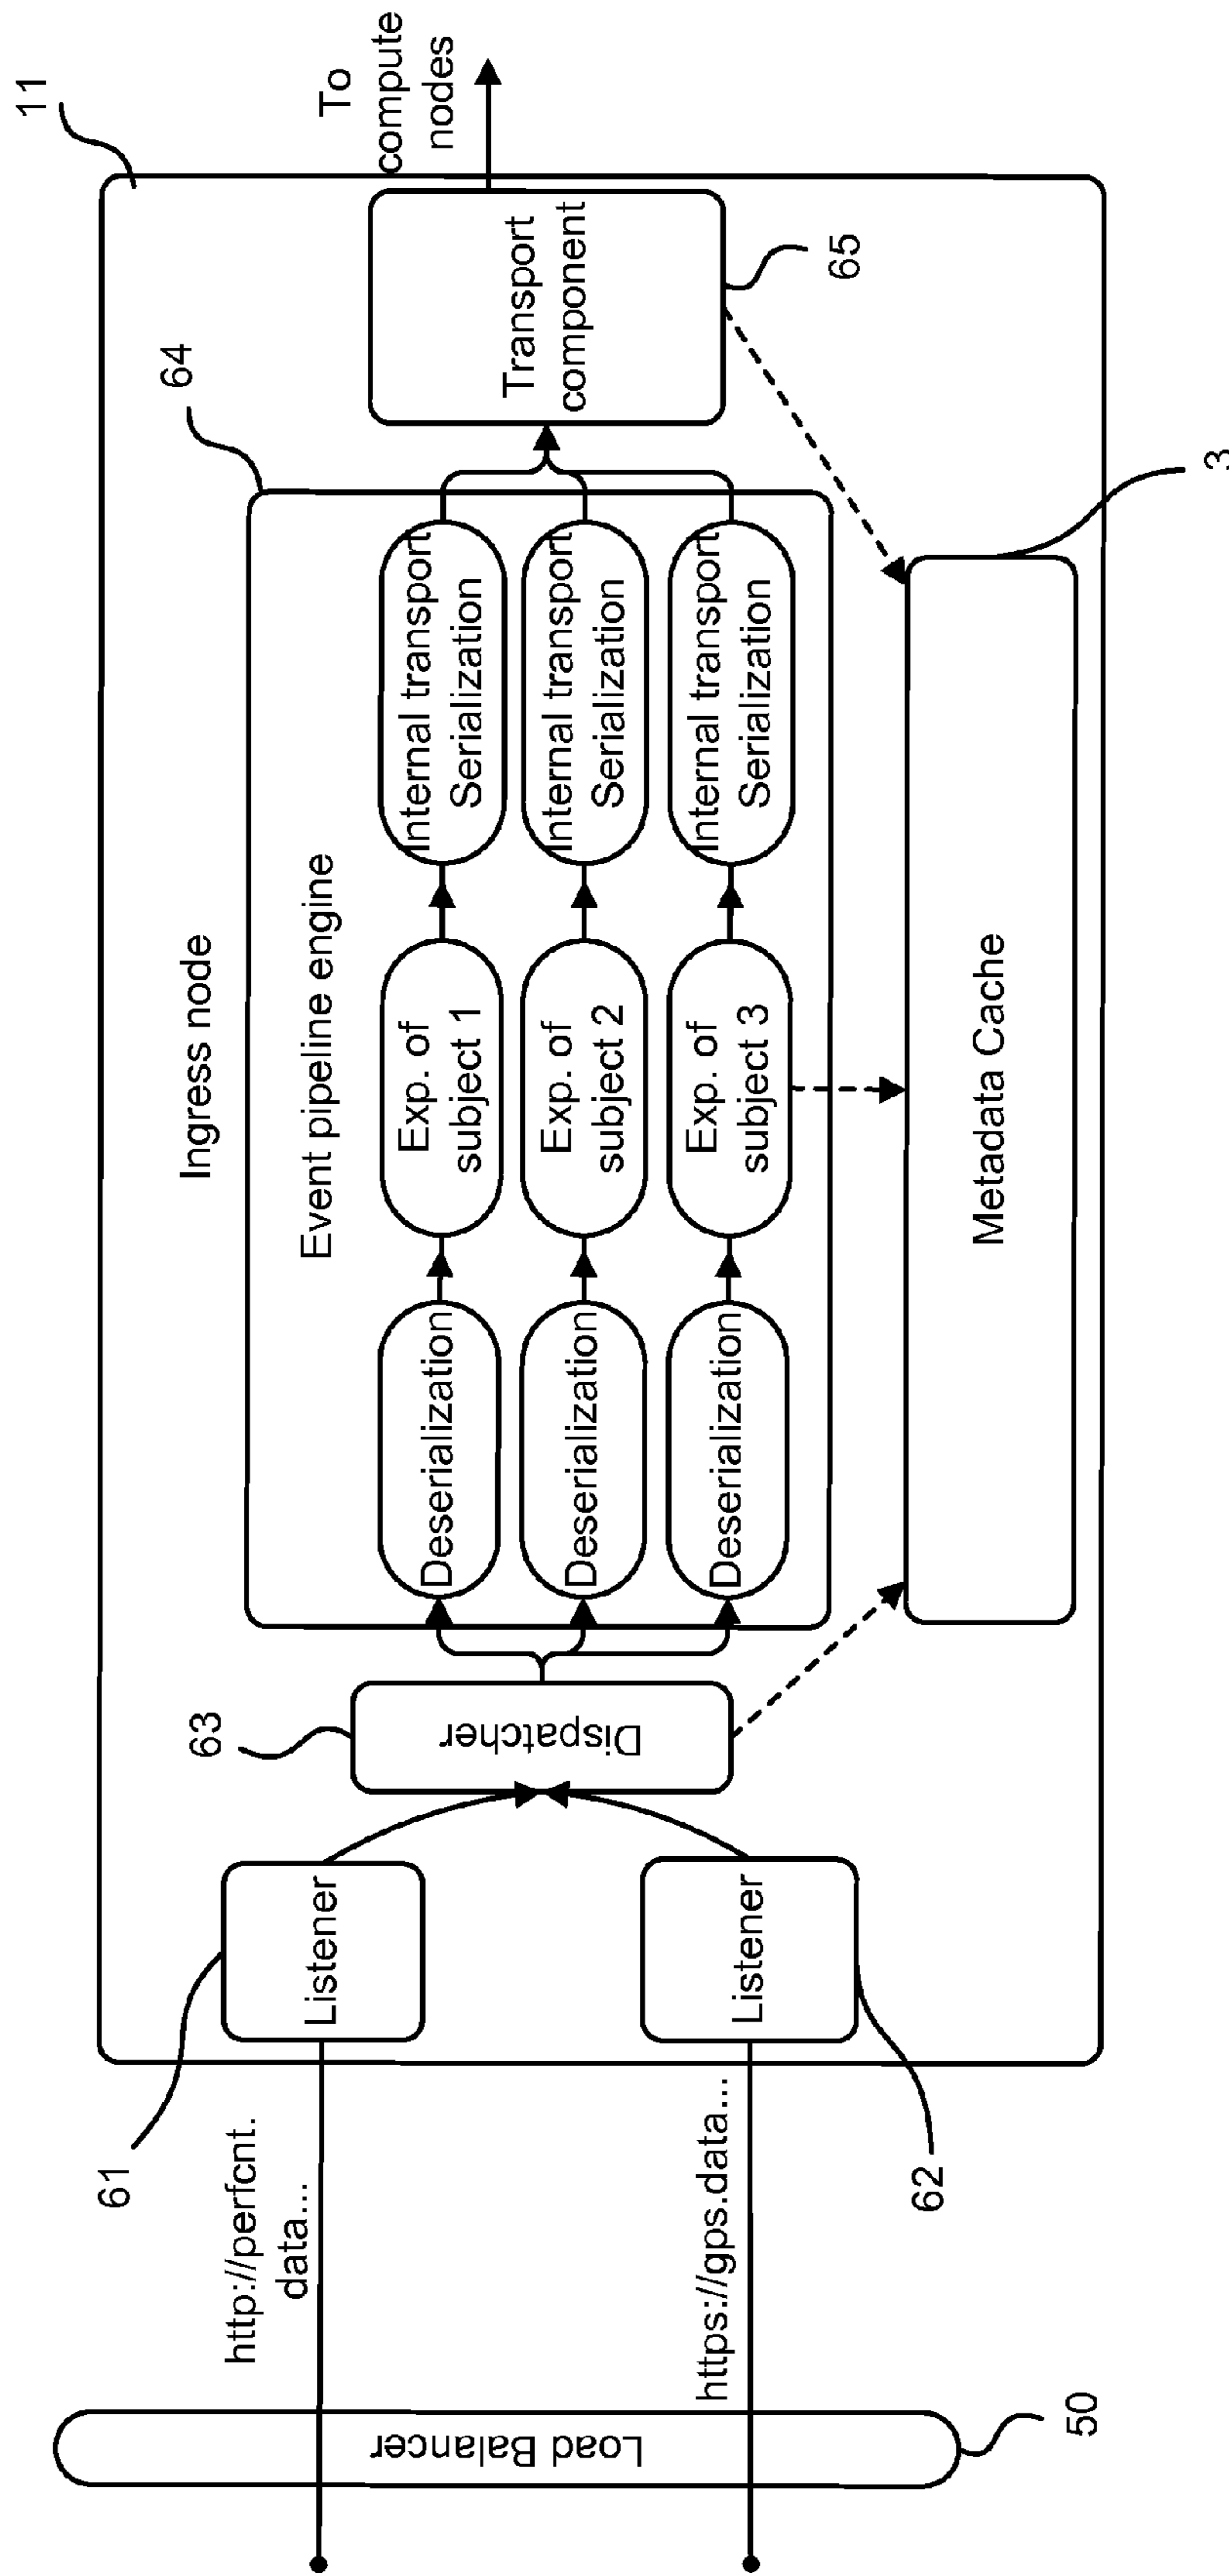 11
Ingress node
64
Event pipeline engine
63
61
Listener
http://perfcnt.
data...
Load Balancer
50
https://gps.data...
Listener
62
Dispatcher
Deserialization
Exp. of
subject 1
Internal transport
Serialization
Deserialization
Exp. of
subject 2
Internal transport
Serialization
Deserialization
Exp. of
subject 3
Internal transport
Serialization
Transport
component
65
To
compute
nodes
Metadata Cache
3